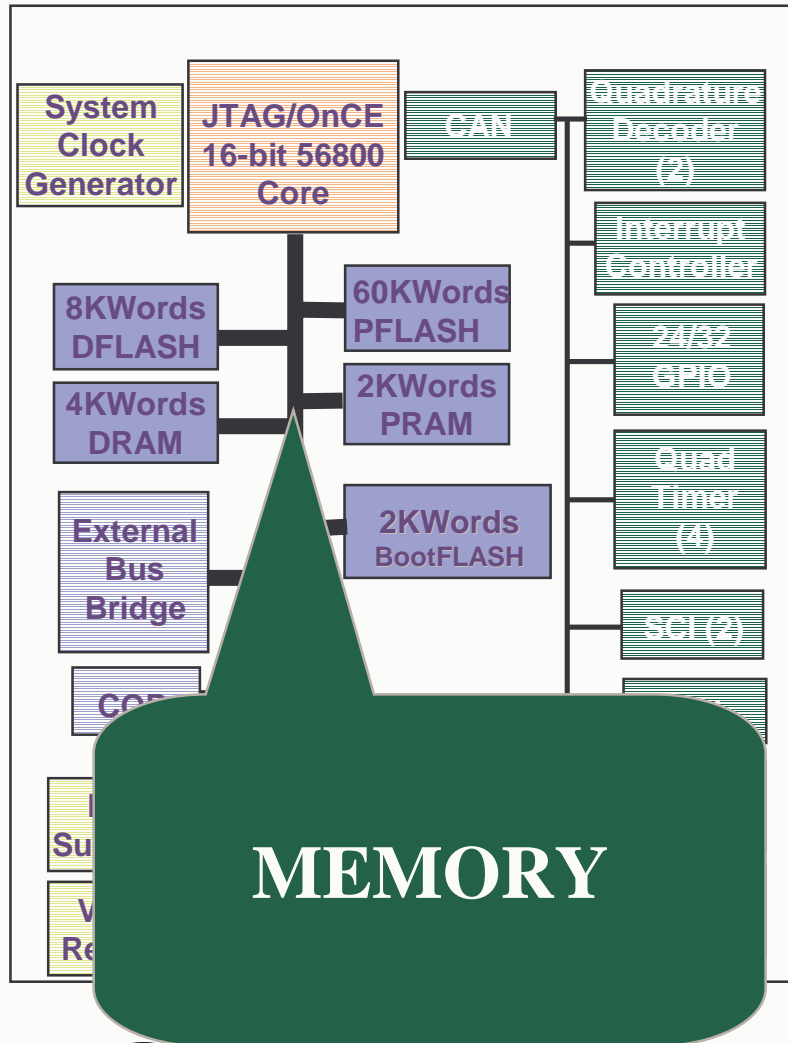 System
Clock
Generator
JTAG/OnCE
16-bit 56800
Core
CAN
Quadrature
Decoder
(2)
Interrupt
Controller
8KWords
DFLASH
60KWords
PFLASH
24/32
GPIO
4KWords
DRAM
2KWords
PRAM
Quad
Timer
(4)
External
Bus
Bridge
2KWords
BootFLASH
SCI (2)
MEMORY